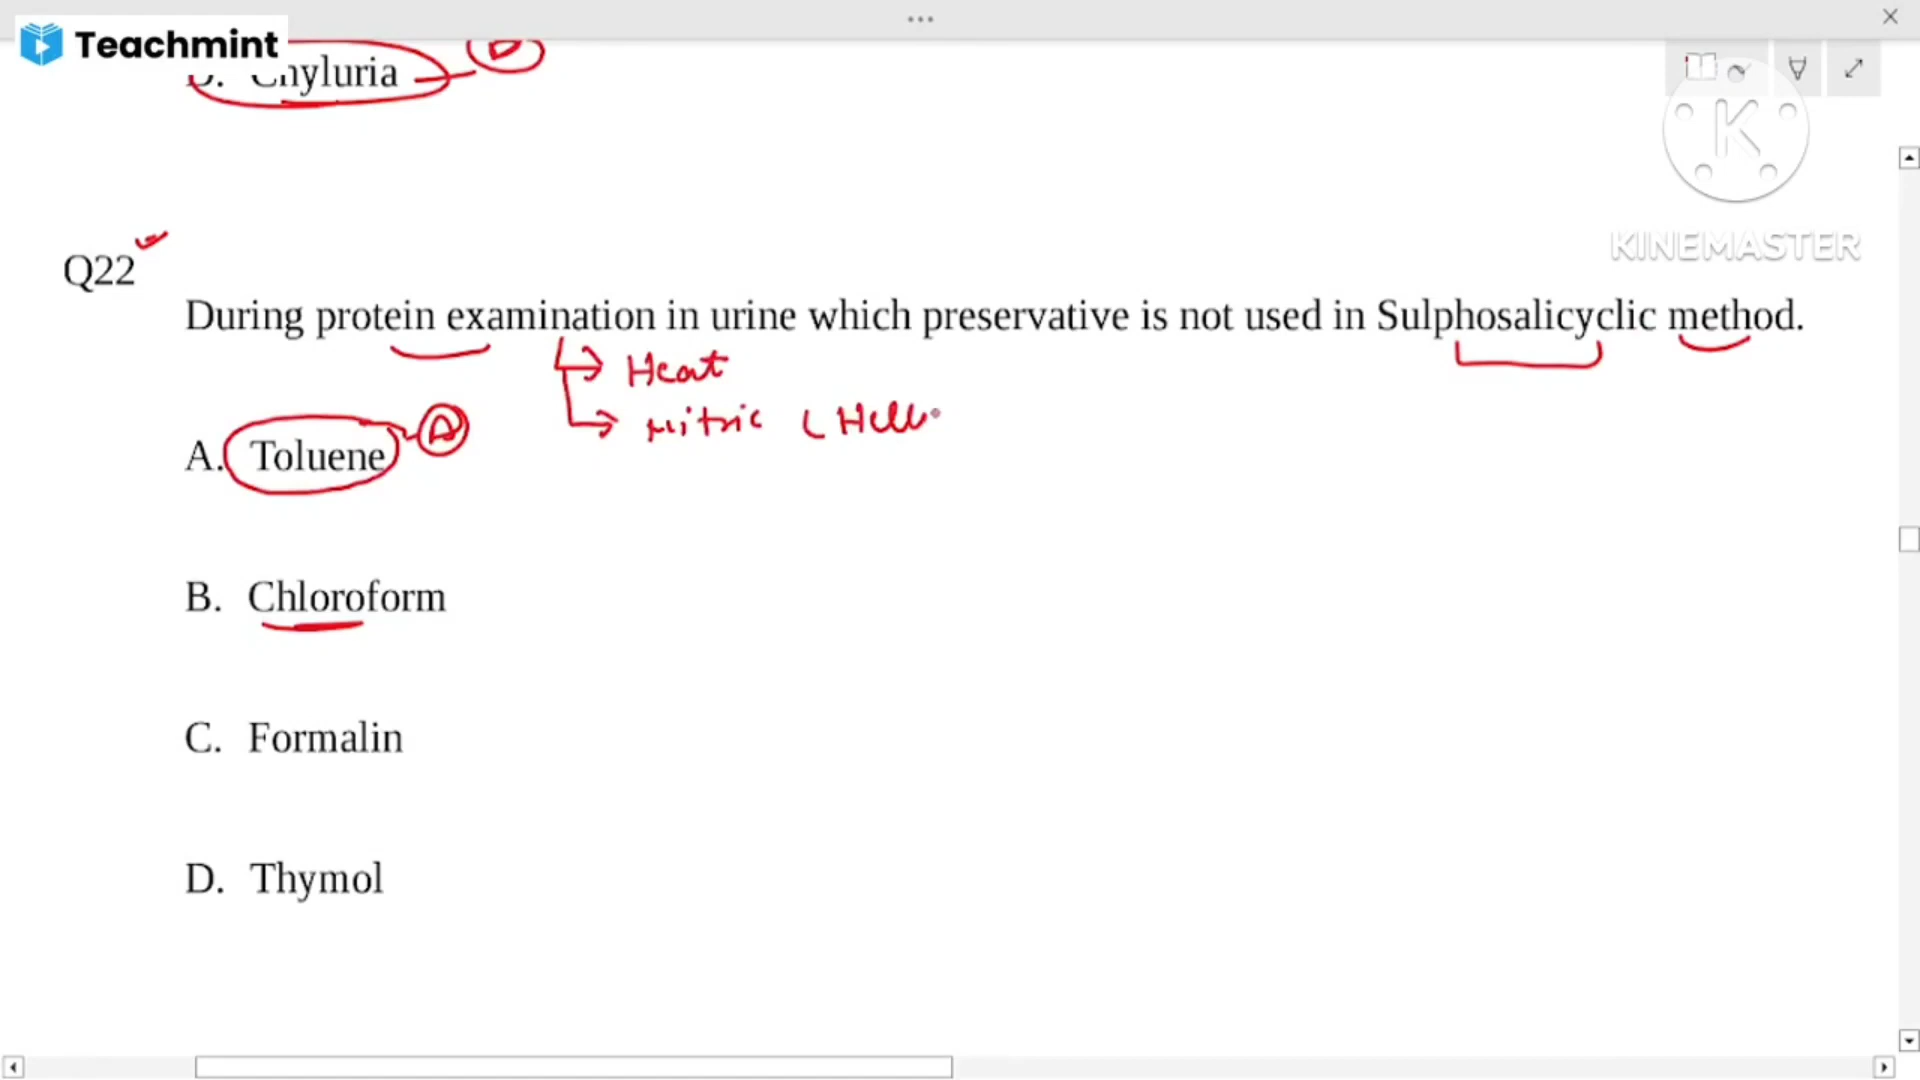 Teachmint
D. Chyluria
D
KINEMASTER
Q22
During protein examination in urine which preservative is not used in Sulphosalicyclic method.
Heat
Nitric (Hell
A. Toluene
A
B. Chloroform
C. Formalin
D. Thymol